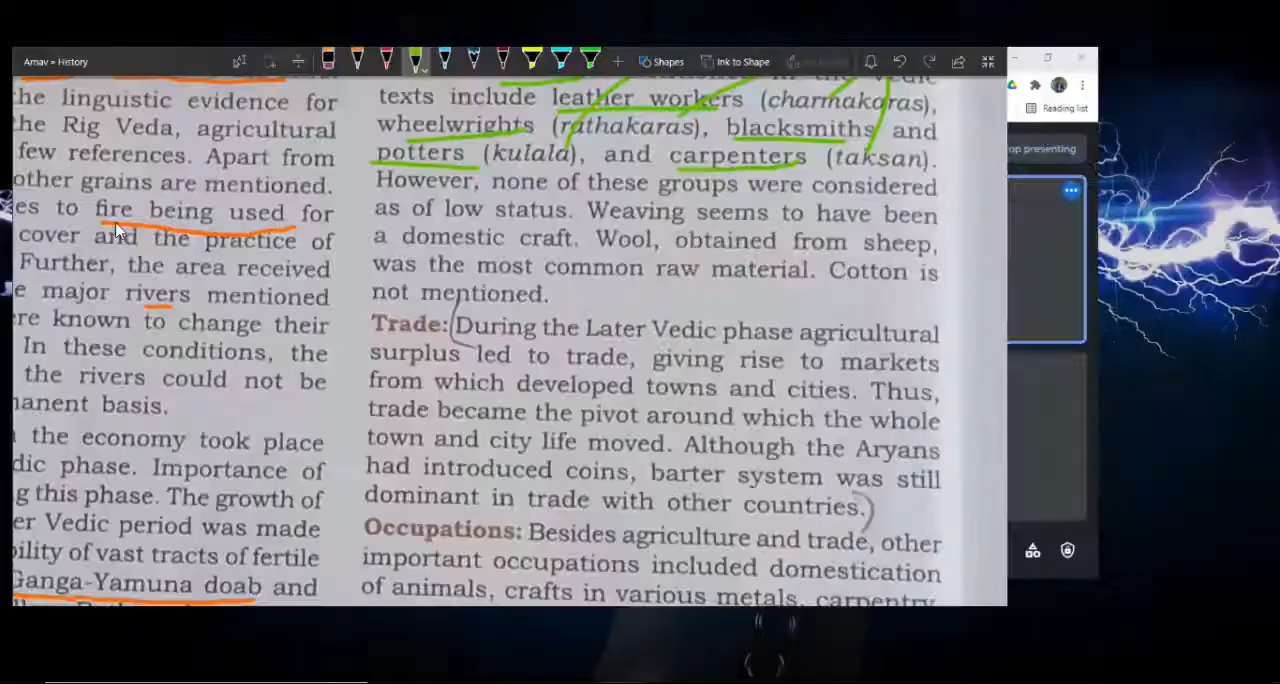 Arnav = History
Shapes
Ink to Shape
Reading list
op presenting
the linguistic evidence for
the Rig Veda, agricultural
few references. Apart from
other grains are mentioned.
es to fire being used for
cover and the practice of
Further, the area received
e major rivers mentioned
re known to change their
In these conditions, the
the rivers could not be
nanent basis.
the economy took place
dic phase. Importance of
g this phase. The growth of
er Vedic period was made
bility of vast tracts of fertile
Ganga-Yamuna doab and
texts include leather workers (charmakaras),
wheelwrights (rathakaras), blacksmiths and
potters (kulala), and carpenters (taksan).
However, none of these groups were considered
as of low status. Weaving seems to have been
a domestic craft. Wool, obtained from sheep,
was the most common raw material. Cotton is
not mentioned.
Trade: During the Later Vedic phase agricultural
surplus led to trade, giving rise to markets
from which developed towns and cities. Thus,
trade became the pivot around which the whole
town and city life moved. Although the Aryans
had introduced coins, barter system was still
dominant in trade with other countries.
Occupations: Besides agriculture and trade, other
important occupations included domestication
of animals, crafts in various metals, carpentry,